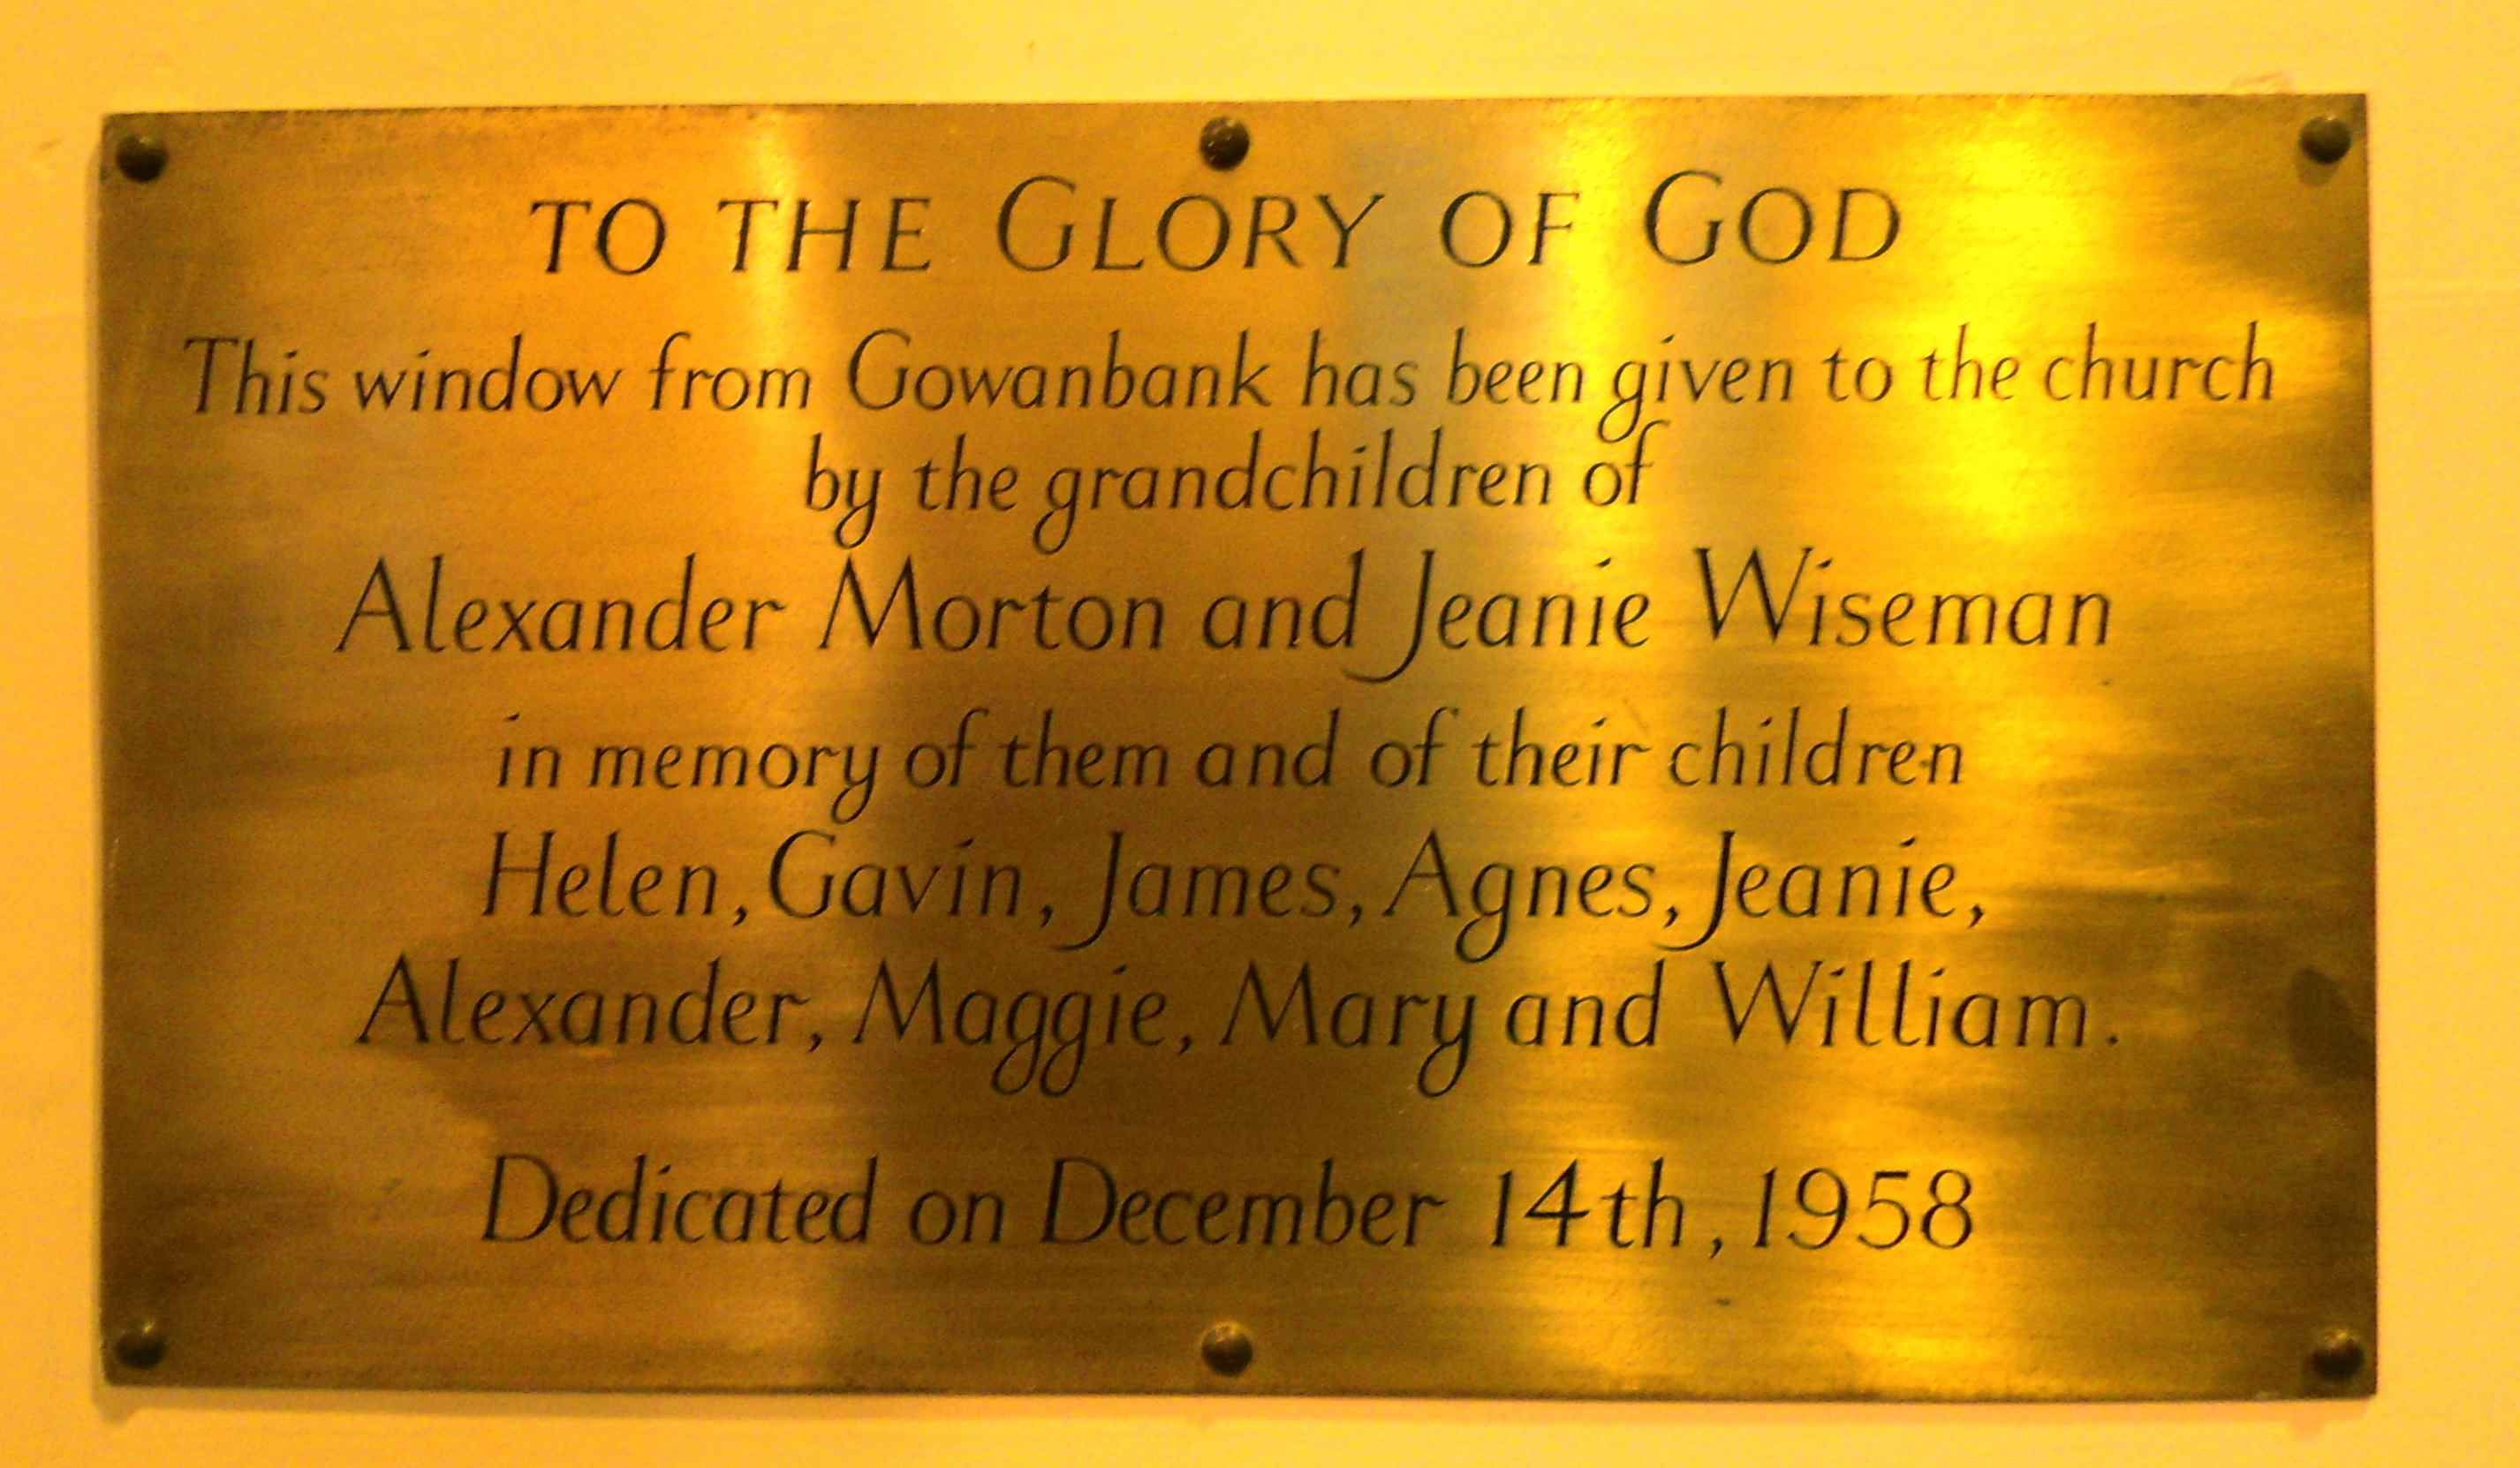 TO THE GLORY OF GOD
This window from Gowanbank has been given to the church
by the grandchildren of
Alexander Morton and Jeanie Wiseman
in memory of them and of their children
Helen, Gavin, James, Agnes, Jeanie,
Alexander, Maggie, Mary and William.
Dedicated on December 14th, 1958